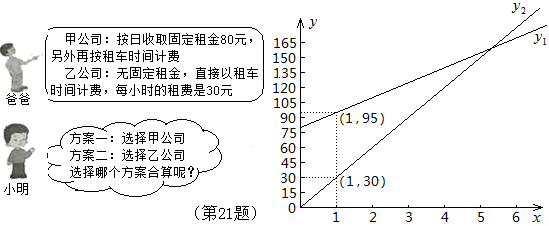 甲公司：按日收取固定租金80元，
另外再按租车时间计费
乙公司：无固定租金，直接以租车
时间计费，每小时的租费是30元
爸爸
方案一：选择甲公司
方案二：选择乙公司
选择哪个方案合算呢？
小明
（第21题）
y
y₂
y₁
165
150
135
120
105
90
75
60
45
30
15
0
(1,95)
(1,30)
1 2 3 4 5 6 x